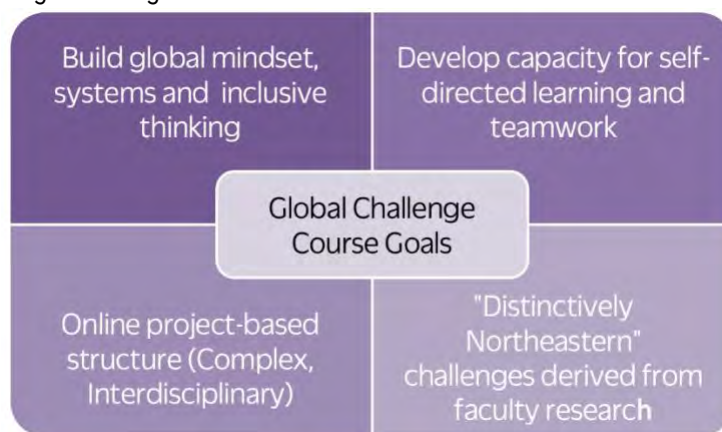 Build global mindset,
systems and inclusive
thinking
Develop capacity for self-
directed learning and
teamwork
Global Challenge
Course Goals
Online project-based
structure (Complex,
Interdisciplinary)
"Distinctively
Northeastern"
challenges derived from
faculty research